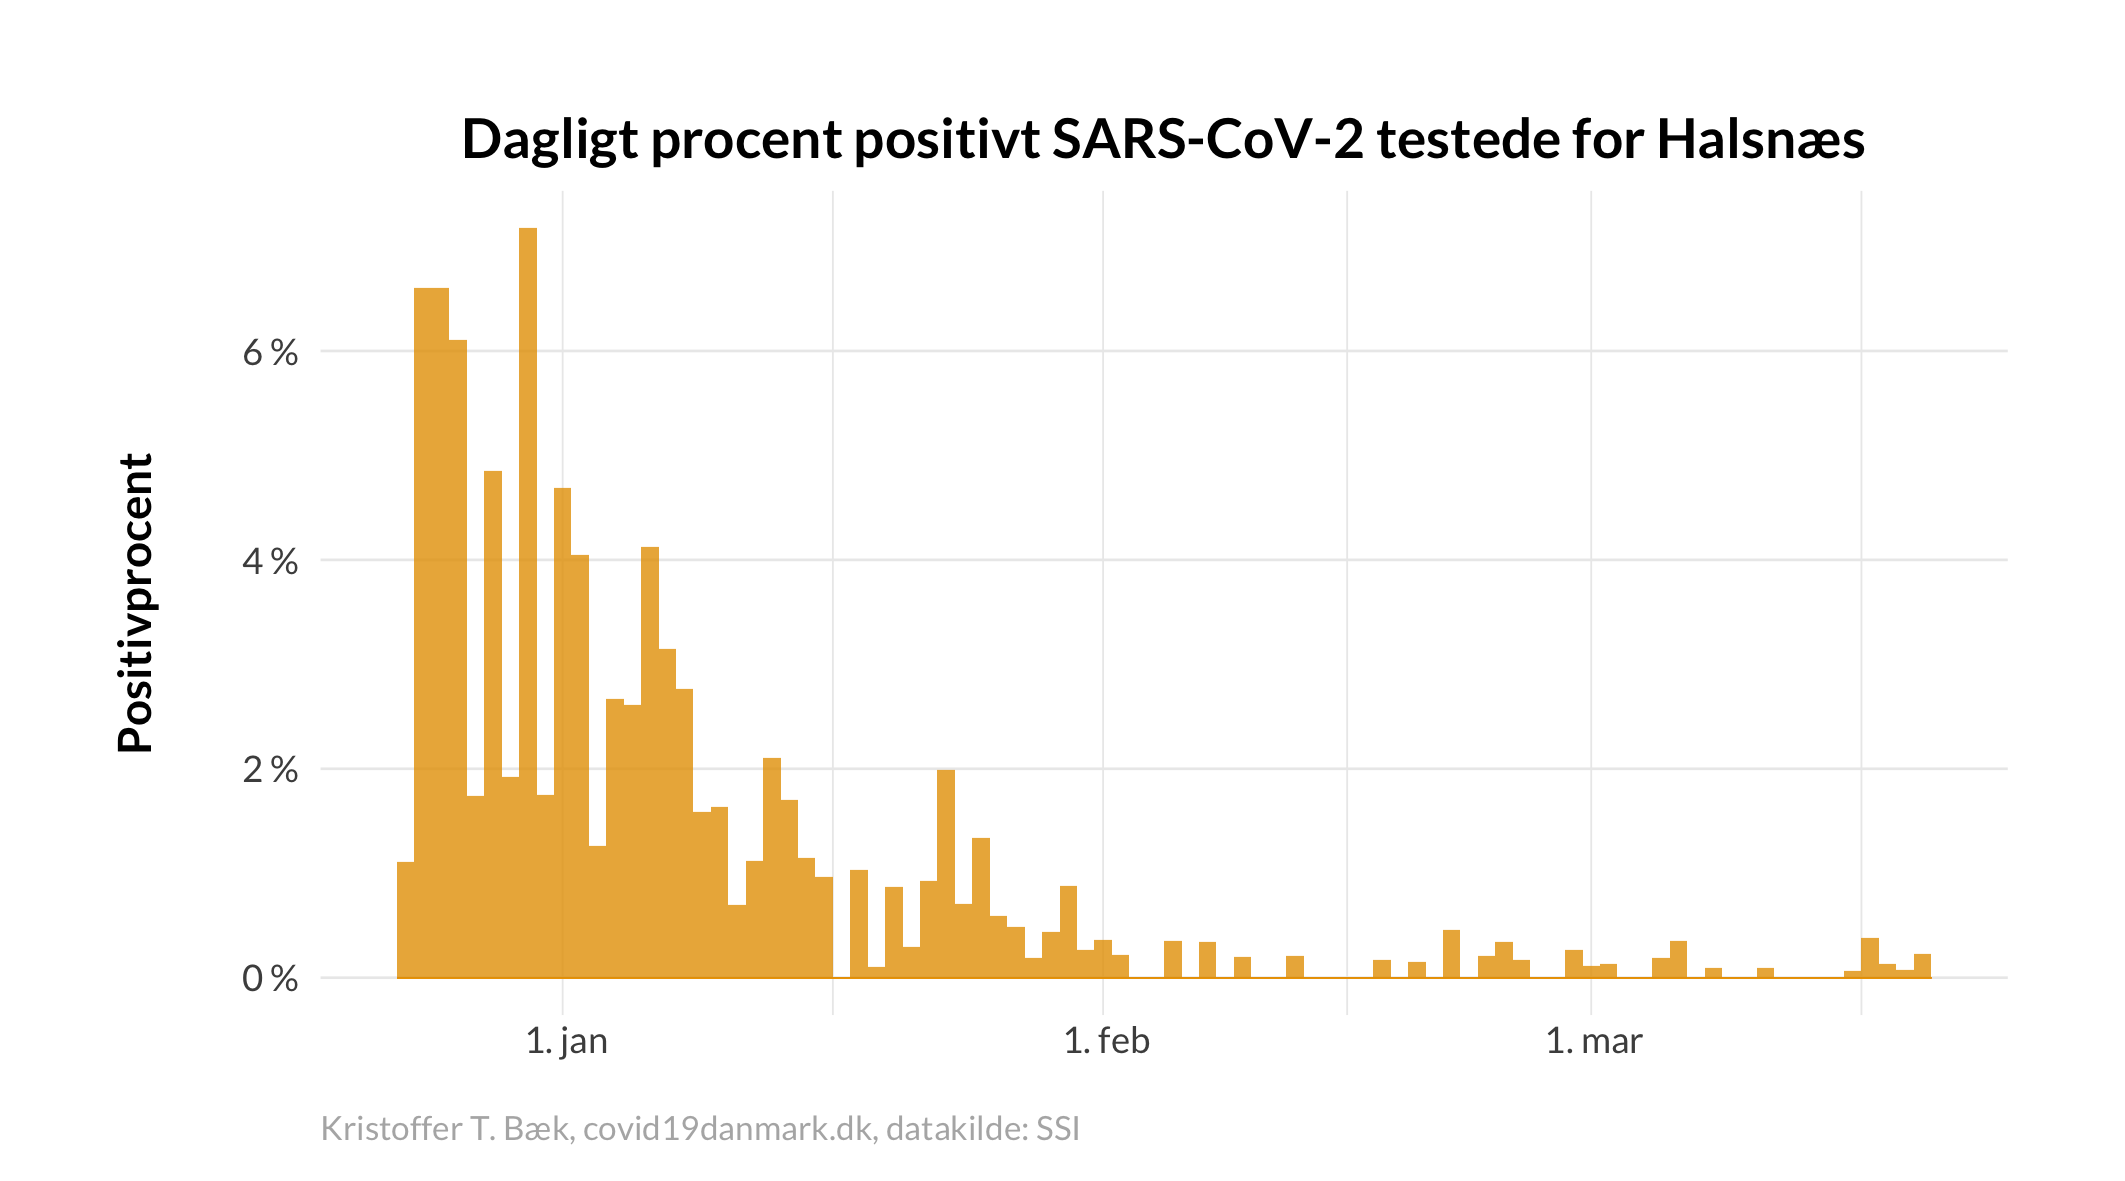 Dagligt procent positivt SARS-CoV-2 testede for Halsnæs
Positivprocent
6 %
4 %
2 %
0 %
1. jan
1. feb
1. mar
Kristoffer T. Bæk, covid19danmark.dk, datakilde: SSI